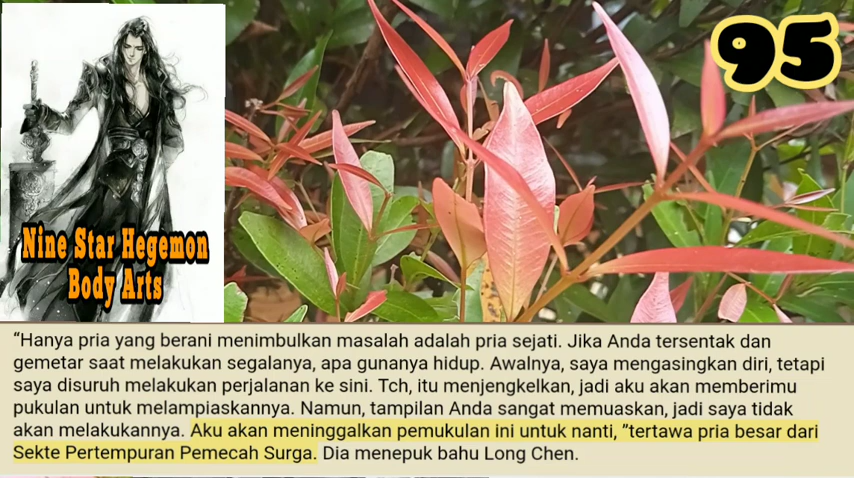 95
Nine Star Hegemon
Body Arts
“Hanya pria yang berani menimbulkan masalah adalah pria sejati. Jika Anda tersentak dan
gemetar saat melakukan segalanya, apa gunanya hidup. Awalnya, saya mengasingkan diri, tetapi
saya disuruh melakukan perjalanan ke sini. Tch, itu menjengkelkan, jadi aku akan memberimu
pukulan untuk melampiaskannya. Namun, tampilan Anda sangat memuaskan, jadi saya tidak
akan melakukannya. Aku akan meninggalkan pemukulan ini untuk nanti, ”tertawa pria besar dari
Sekte Pertempuran Pemecah Surga. Dia menepuk bahu Long Chen.